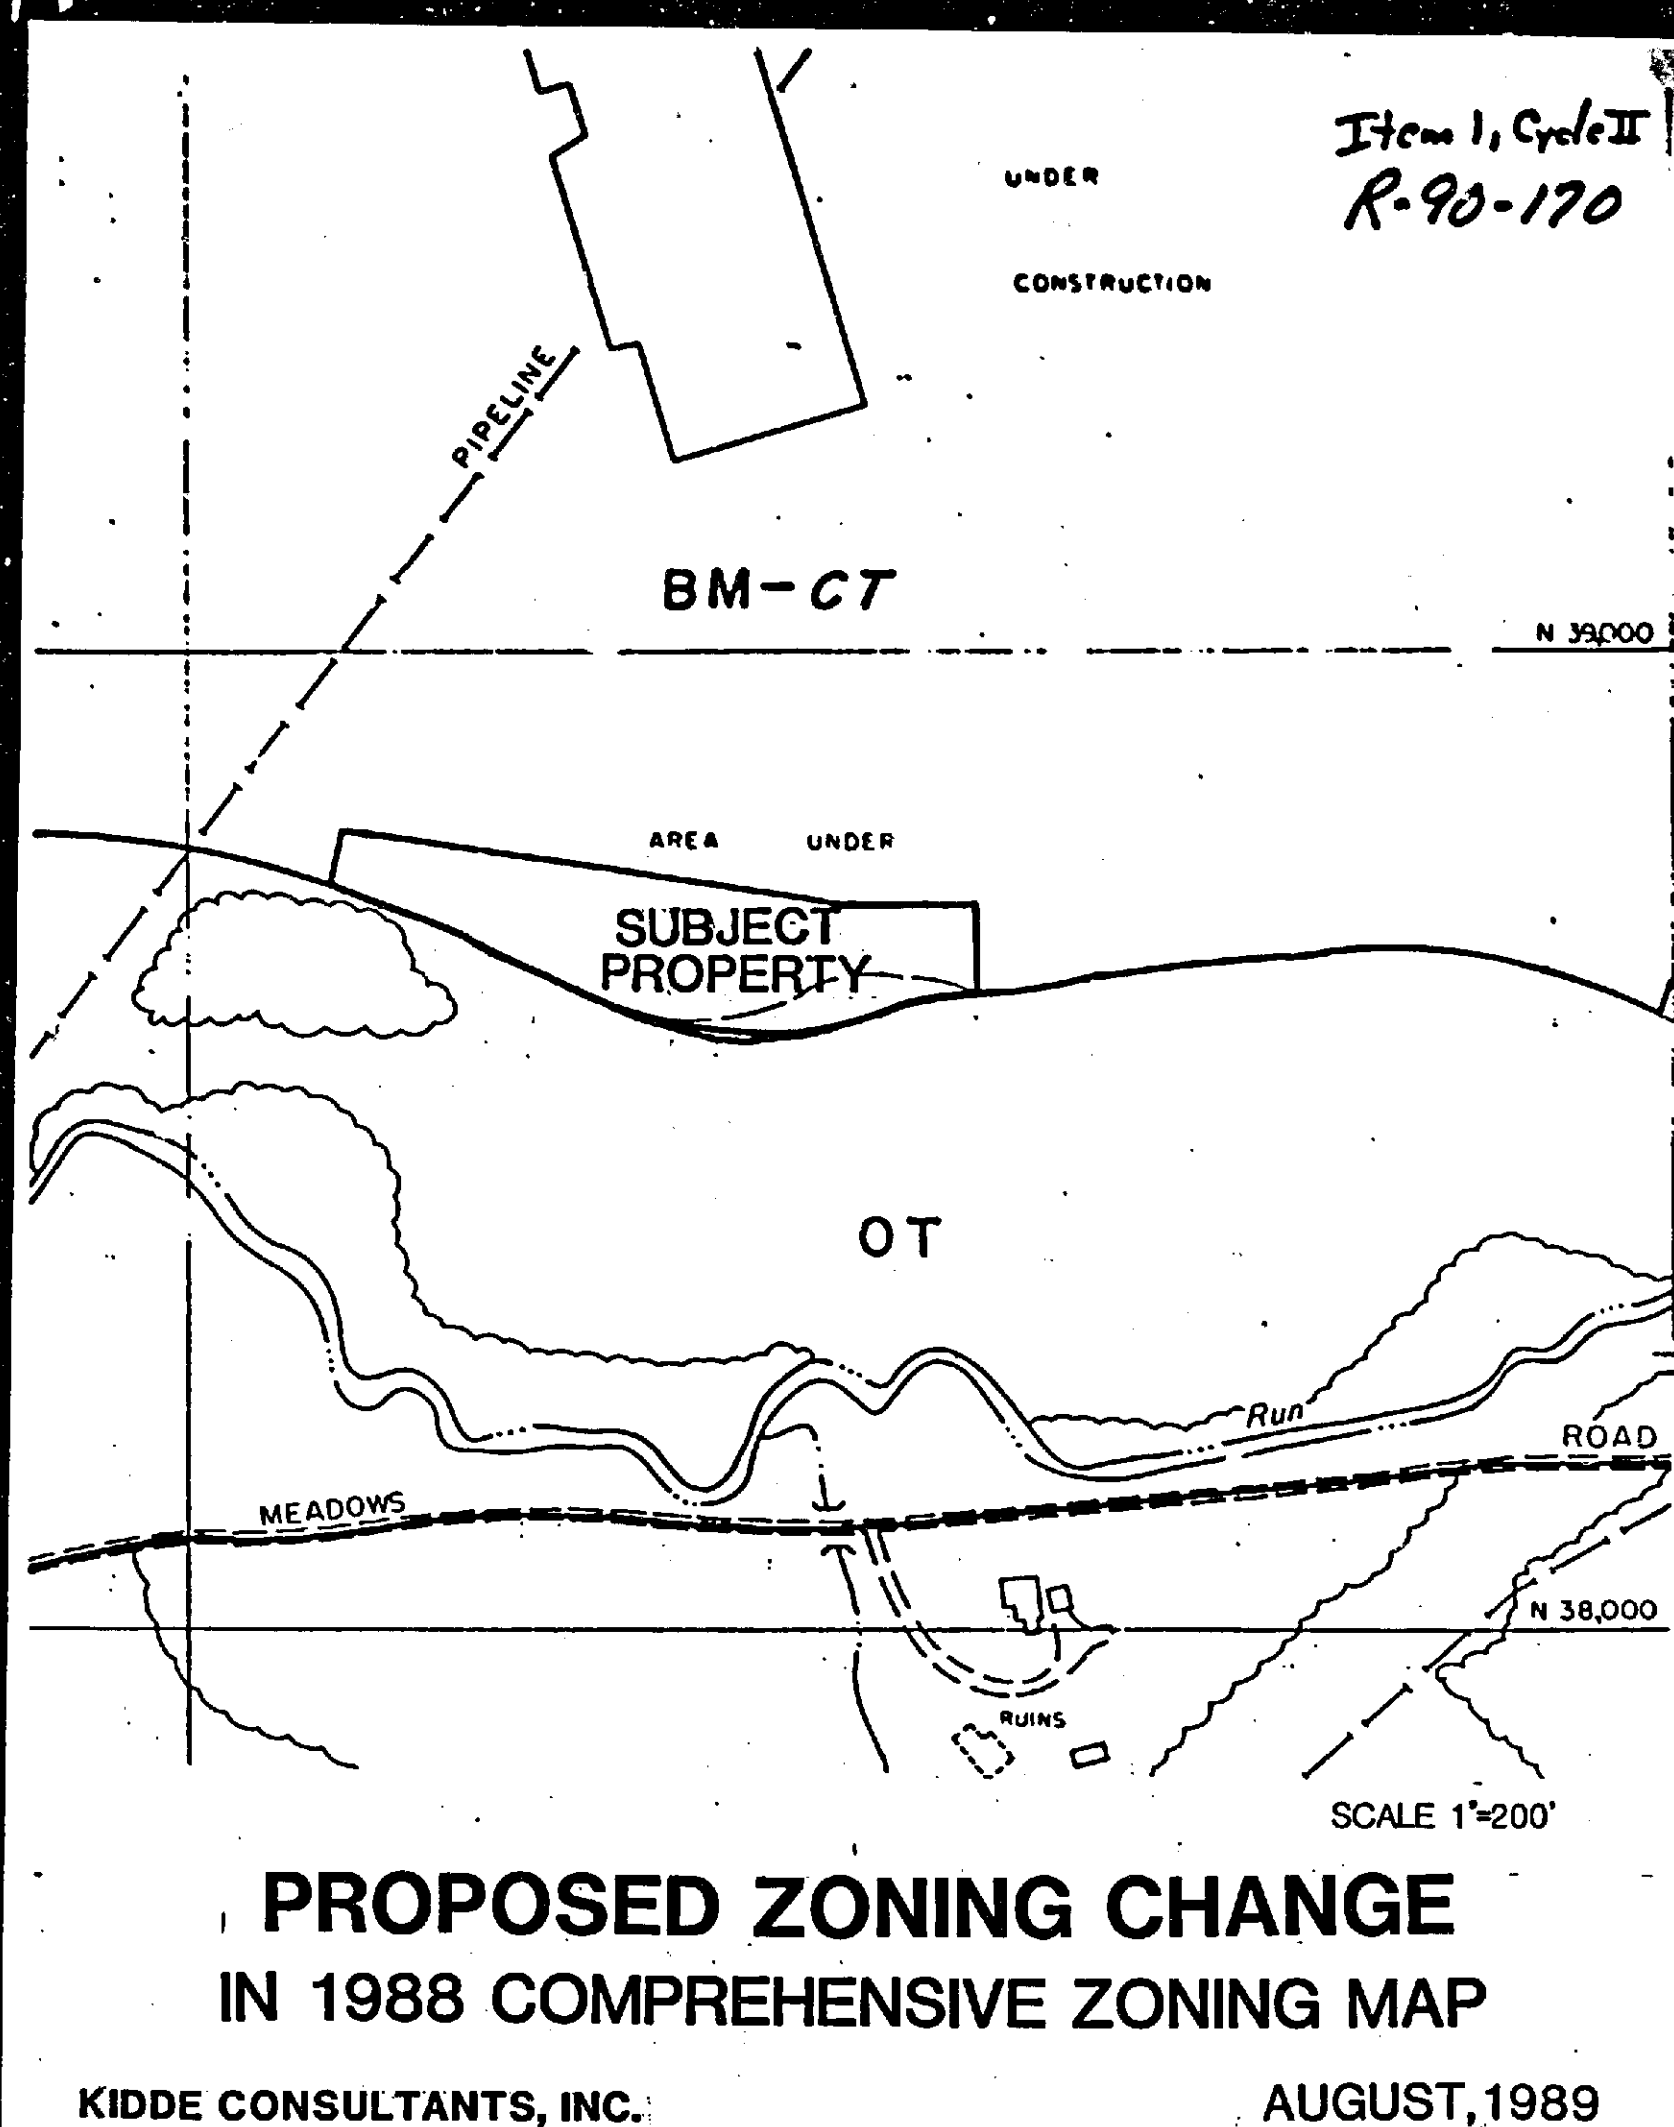 Item 1, Cycle II
R-90-170
UNDER
CONSTRUCTION
PIPELINE
BM-CT
N 39,000
AREA UNDER
SUBJECT
PROPERTY
OT
Run
ROAD
MEADOWS
N 38,000
RUINS
SCALE 1"=200'
PROPOSED ZONING CHANGE
IN 1988 COMPREHENSIVE ZONING MAP
KIDDE CONSULTANTS, INC.
AUGUST, 1989